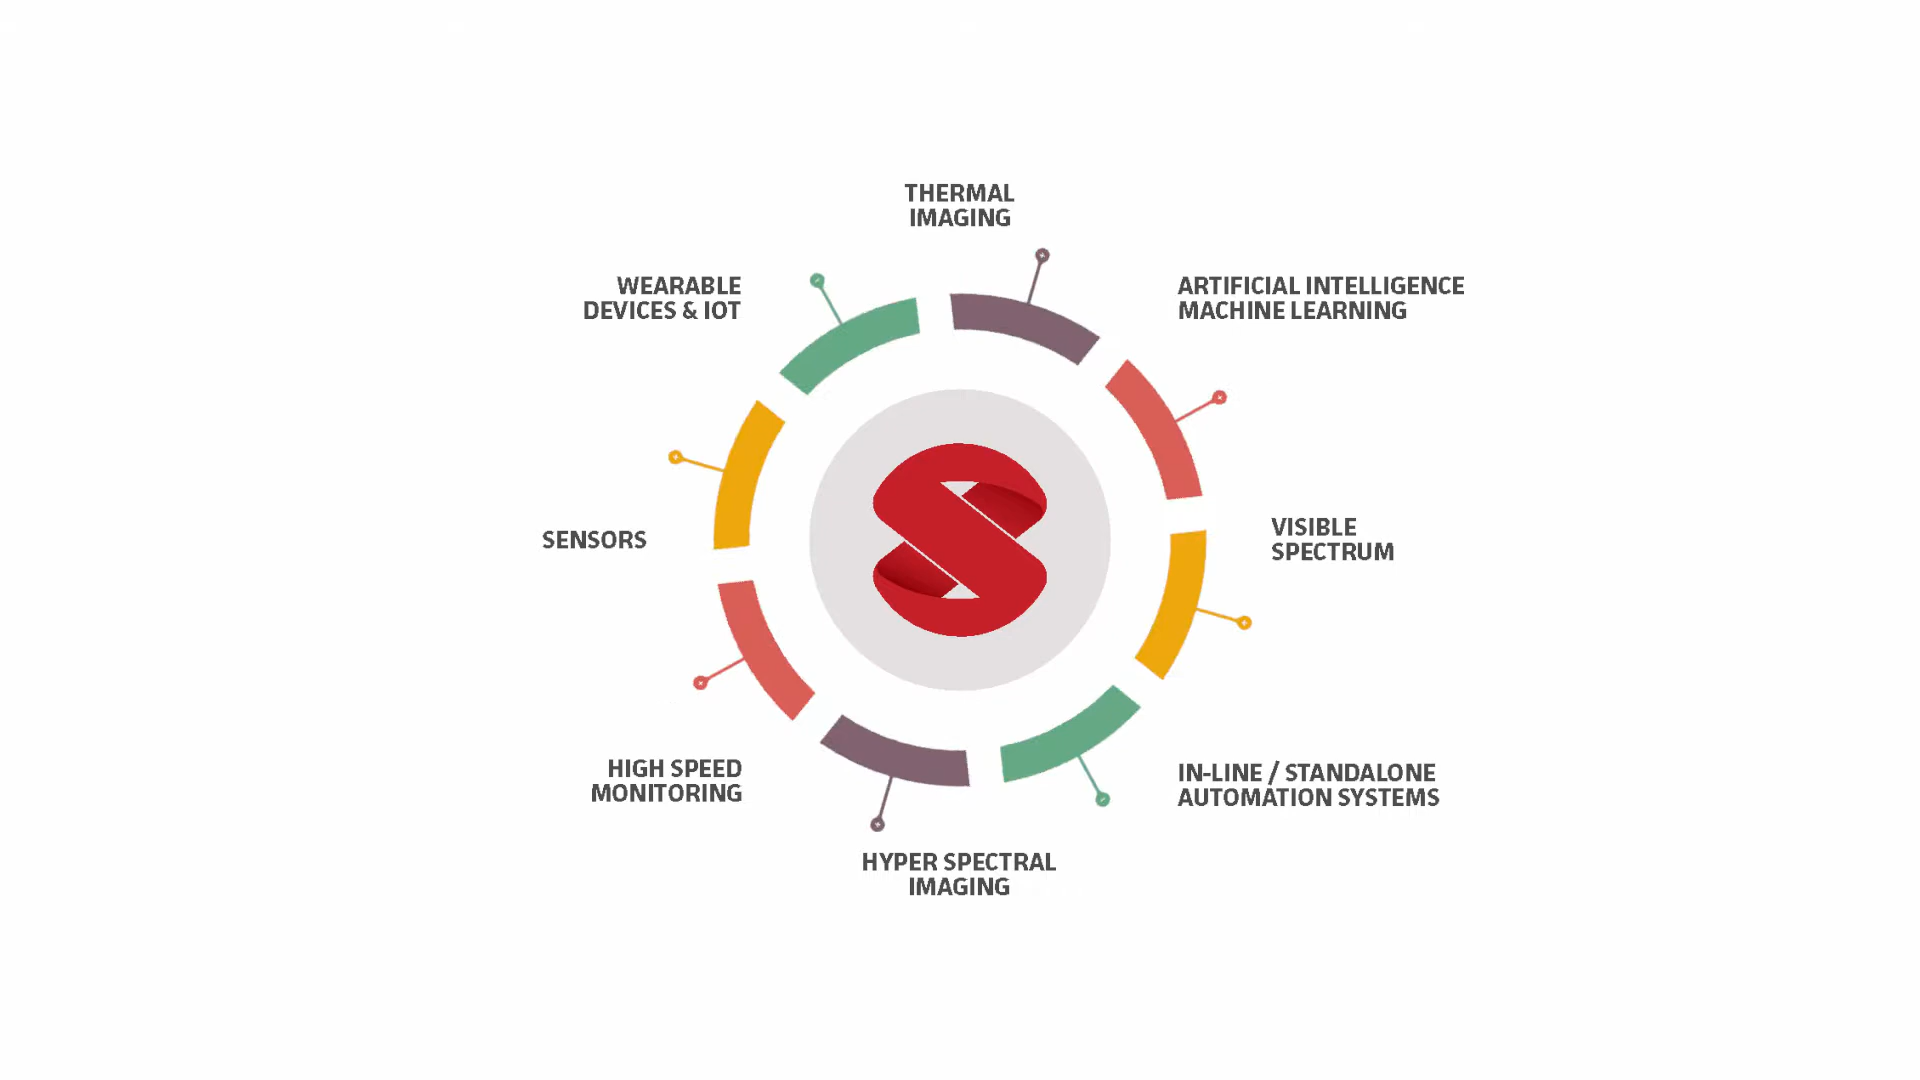 THERMAL
IMAGING
WEARABLE
DEVICES & IOT
ARTIFICIAL INTELLIGENCE
MACHINE LEARNING
SENSORS
VISIBLE
SPECTRUM
HIGH SPEED
MONITORING
IN-LINE / STANDALONE
AUTOMATION SYSTEMS
HYPER SPECTRAL
IMAGING